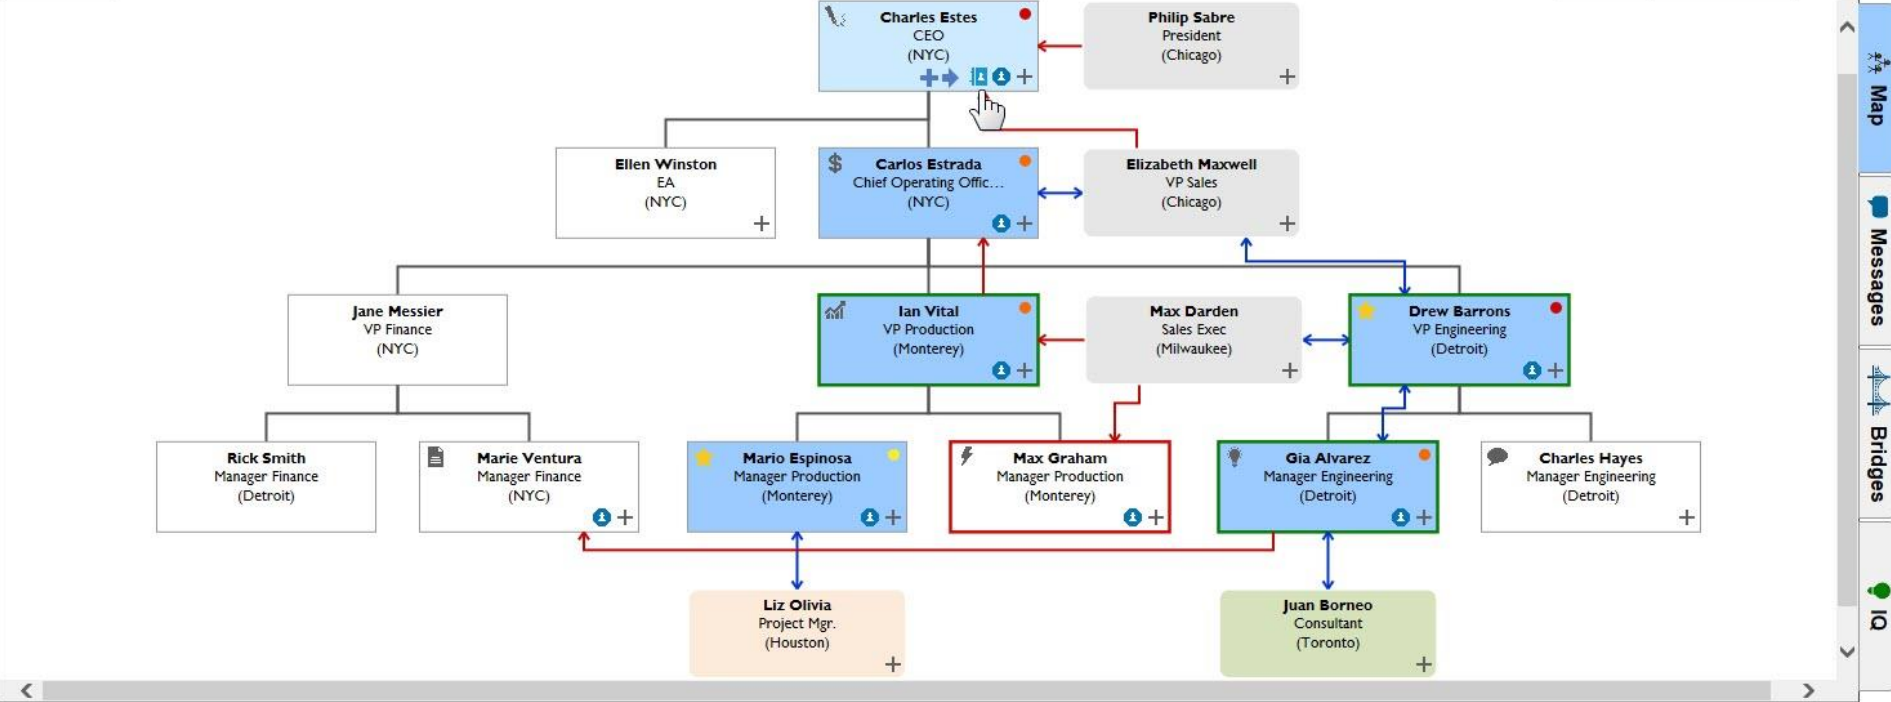 Charles Estes
CEO
(NYC)
Philip Sabre
President
(Chicago)
Ellen Winston
EA
(NYC)
$
Carlos Estrada
Chief Operating Offic...
(NYC)
Elizabeth Maxwell
VP Sales
(Chicago)
Jane Messier
VP Finance
(NYC)
Ian Vital
VP Production
(Monterey)
Max Darden
Sales Exec
(Milwaukee)
Drew Barrons
VP Engineering
(Detroit)
Rick Smith
Manager Finance
(Detroit)
Marie Ventura
Manager Finance
(NYC)
Mario Espinosa
Manager Production
(Monterey)
Max Graham
Manager Production
(Monterey)
Gia Alvarez
Manager Engineering
(Detroit)
Charles Hayes
Manager Engineering
(Detroit)
Liz Olivia
Project Mgr.
(Houston)
Juan Borneo
Consultant
(Toronto)
Map
Messages
Bridges
IQ